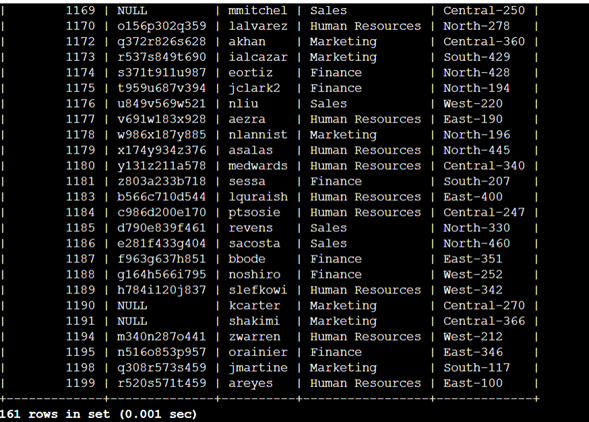 | 1169 | NULL | mmitchel | Sales | Central-250 |
| 1170 | o156p302q359 | lalvarez | Human Resources | North-278 |
| 1172 | q372r826s628 | akhan | Marketing | Central-360 |
| 1173 | r537s849t690 | ialcazar | Marketing | South-429 |
| 1174 | s371t911u987 | eortiz | Finance | North-428 |
| 1175 | t959u687v394 | jclark2 | Finance | North-194 |
| 1176 | u849v569w521 | nliu | Sales | West-220 |
| 1177 | v691w183x928 | aezra | Human Resources | East-190 |
| 1178 | w986x187y885 | nlannist | Marketing | North-196 |
| 1179 | x174y934z376 | asalas | Human Resources | North-445 |
| 1180 | y131z211a578 | medwards | Human Resources | Central-340 |
| 1181 | z803a233b718 | sessa | Finance | South-207 |
| 1183 | b566c710d544 | lquraish | Human Resources | East-400 |
| 1184 | c986d200e170 | ptsosie | Human Resources | Central-247 |
| 1185 | d790e839f461 | revens | Sales | North-330 |
| 1186 | e281f433g404 | sacosta | Sales | North-460 |
| 1187 | f963g637h851 | bbode | Finance | East-351 |
| 1188 | g164h566i795 | noshiro | Finance | West-252 |
| 1189 | h784i120j837 | slefkowi | Human Resources | West-342 |
| 1190 | NULL | kcarter | Marketing | Central-270 |
| 1191 | NULL | shakimi | Marketing | Central-366 |
| 1194 | m340n287o441 | zwarren | Human Resources | West-212 |
| 1195 | n516o853p957 | orainier | Finance | East-346 |
| 1198 | q308r573s459 | jmartine | Marketing | South-117 |
| 1199 | r520s571t459 | areyes | Human Resources | East-100 |
+-------------+--------------+----------+-----------------+-------------+
161 rows in set (0.001 sec)